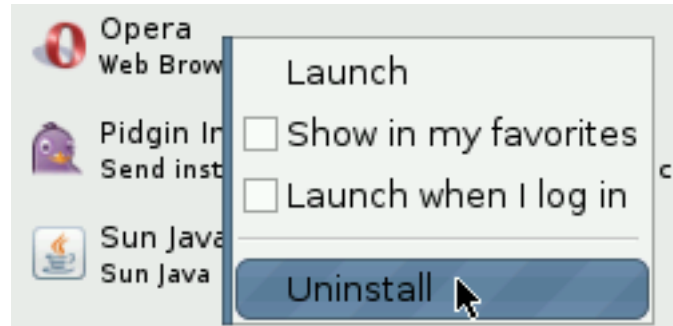 Opera
Web Brow
Launch
Pidgin In
Show in my favorites
Send inst
c
Launch when I log in
Sun Java
Sun Java
Uninstall